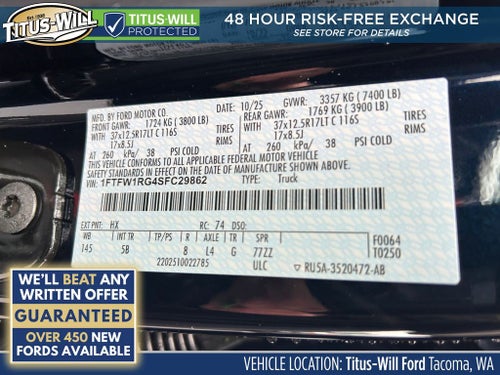 TITUS-WILL
TITUS-WILL
PROTECTED
48 HOUR RISK-FREE EXCHANGE
SEE STORE FOR DETAILS
MFD. BY FORD MOTOR CO.
10/25
GVWR: 3357 KG (7400 LB)
FRONT GAWR: 1724 KG (3800 LB)
REAR GAWR: 1769 KG (3900 LB)
37x12.5R17LT C 116S TIRES
37x12.5R17LT C 116S TIRES
17x8.5J RIMS
17x8.5J RIMS
AT 260 kPa/ 38 PSI COLD
AT 260 kPa/ 38 PSI COLD
THIS VEHICLE CONFORMS TO ALL APPLICABLE FEDERAL MOTOR VEHICLE
SAFETY STANDARDS IN EFFECT ON THE DATE OF MANUFACTURE SHOWN ABOVE.
VIN: 1FTFW1RG4SFC29862
TYPE: Truck
EXT PNT: HX RC: 74 DSO:
WB INT TR TP/PS R AXLE TR SPR
F0064
145 5B 8 L4 G 77ZZ
T0250
2202510022785 ULC
RU5A-3520472-AB
WE'LL BEAT ANY
WRITTEN OFFER
GUARANTEED
OVER 450 NEW
FORDS AVAILABLE
VEHICLE LOCATION: Titus-Will Ford Tacoma, WA